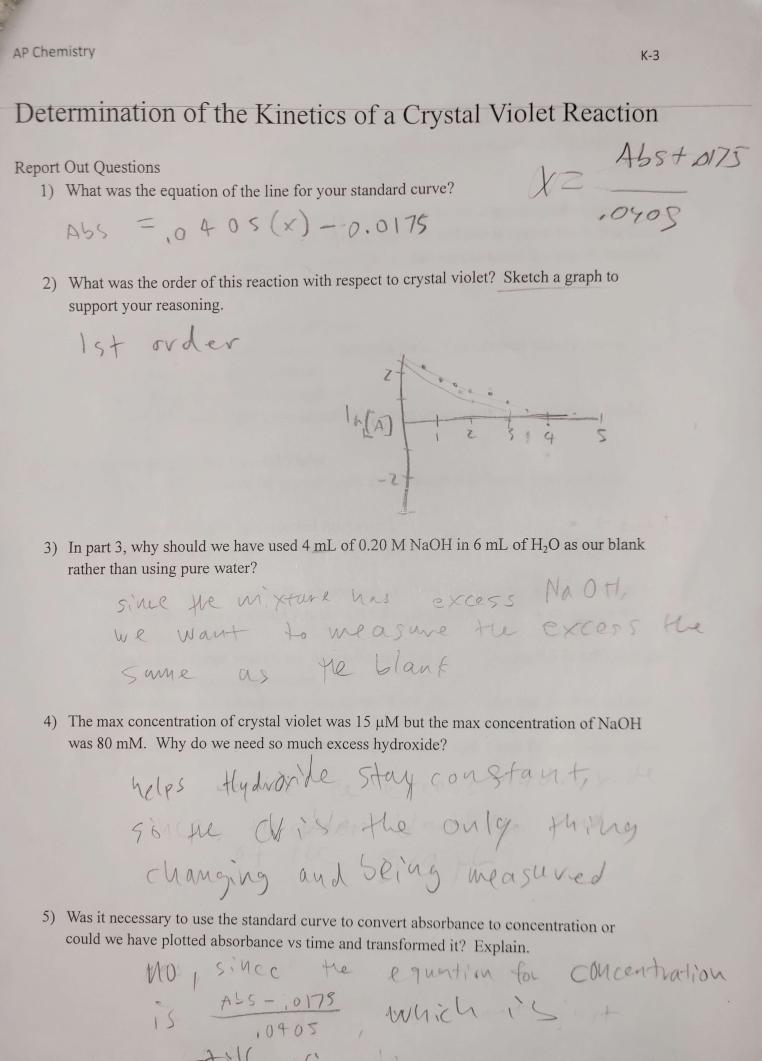 AP Chemistry
K-3
Determination of the Kinetics of a Crystal Violet Reaction
Report Out Questions
x = Abs + .0175 / .0405
1) What was the equation of the line for your standard curve?
Abs = .0405(x) - 0.0175
2) What was the order of this reaction with respect to crystal violet? Sketch a graph to
support your reasoning.
1st order
2
ln[A]
1 2 3 4 5
-2
3) In part 3, why should we have used 4 mL of 0.20 M NaOH in 6 mL of H₂O as our blank
rather than using pure water?
since the mixture has excess NaOH,
we want to measure the excess the
same as the blank
4) The max concentration of crystal violet was 15 µM but the max concentration of NaOH
was 80 mM. Why do we need so much excess hydroxide?
helps Hydroxide stay constant,
so the CV is the only thing
changing and being measured
5) Was it necessary to use the standard curve to convert absorbance to concentration or
could we have plotted absorbance vs time and transformed it? Explain.
no, since the equation for concentration
is Abs - .0175 / .0405, which is